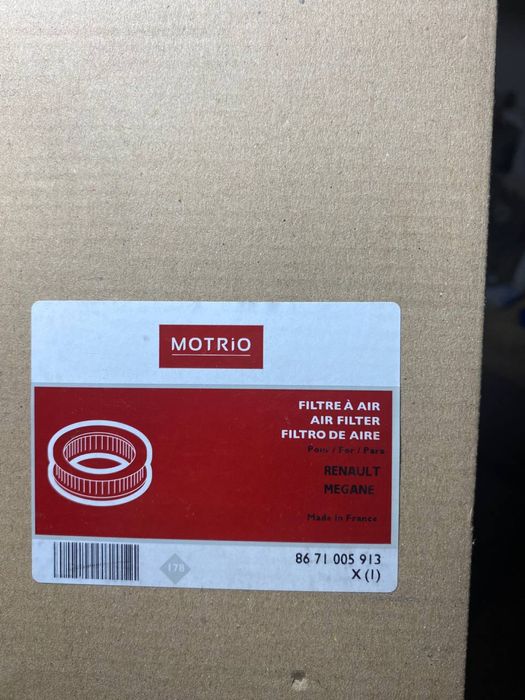 MOTRiO
FILTRE À AIR
AIR FILTER
FILTRO DE AIRE
Pour / For / Para
RENAULT
MEGANE
Made in France
178
86 71 005 913
X (1)